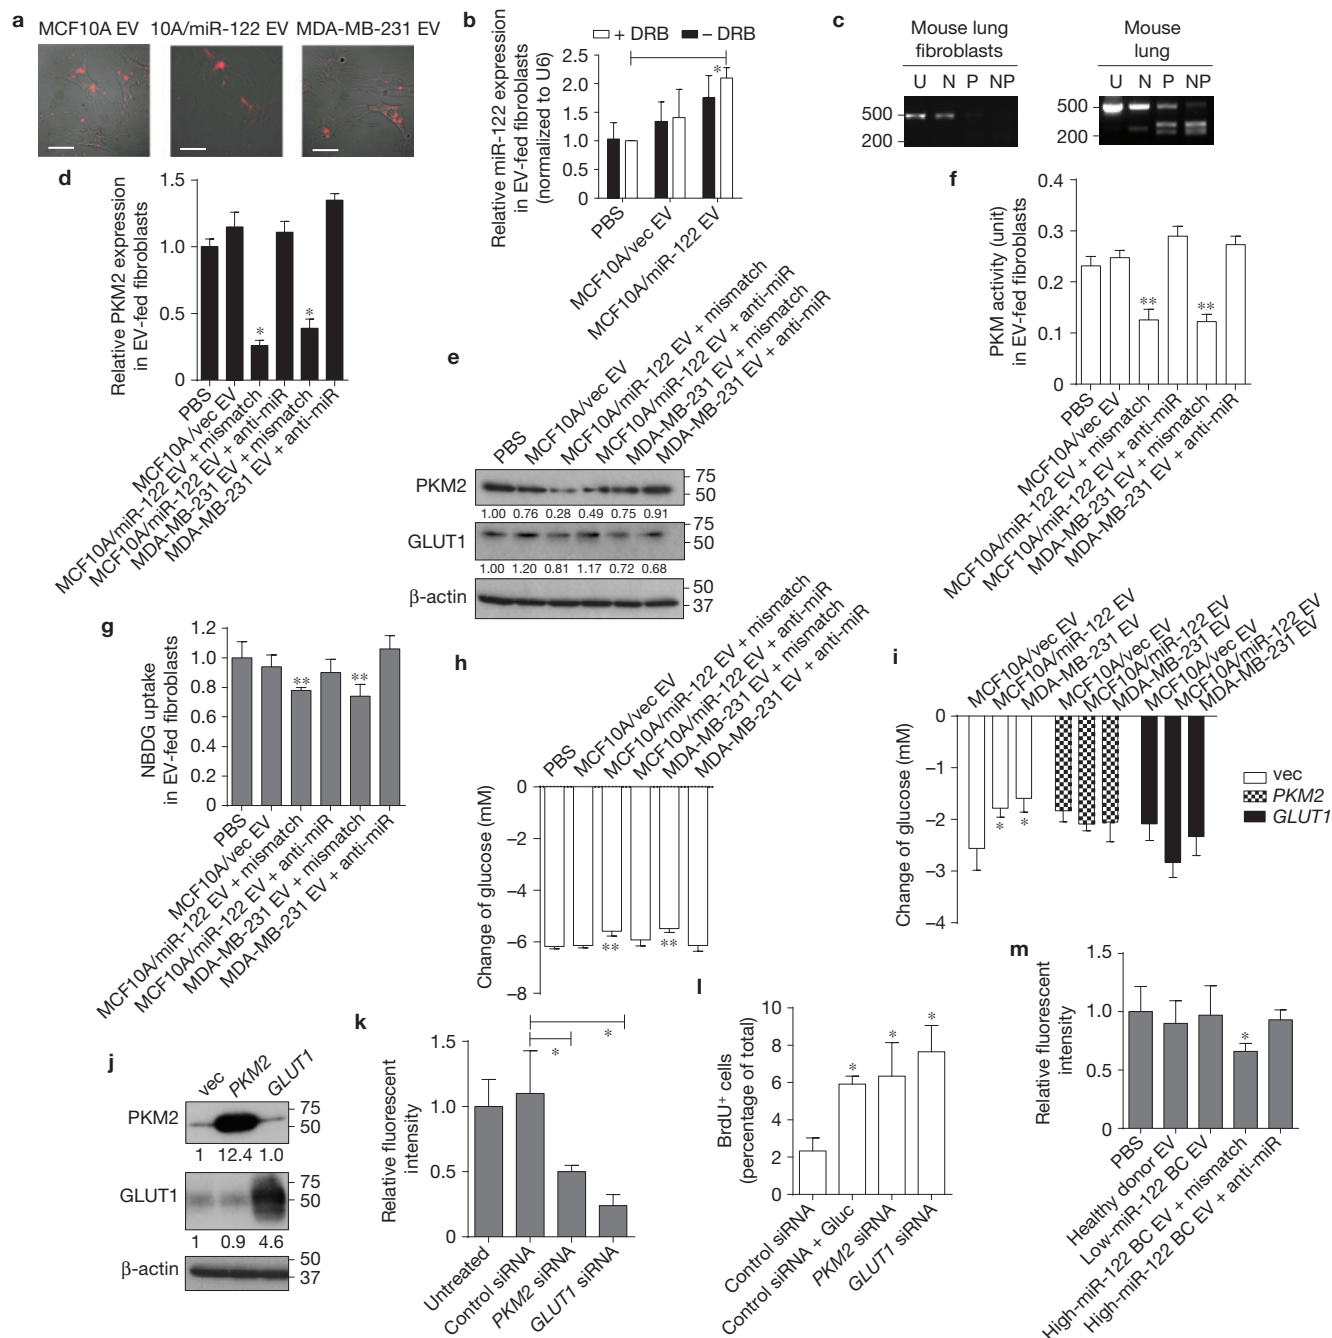 a
MCF10A EV
10A/miR-122 EV
MDA-MB-231 EV
b
Relative miR-122 expression
in EV-fed fibroblasts
(normalized to U6)
+ DRB
– DRB
2.5
2.0
1.5
1.0
0.5
0
*
PBS
MCF10A/vec EV
MCF10A/miR-122 EV
c
Mouse lung
fibroblasts
U N P NP
500
200
Mouse
lung
U N P NP
500
200
d
Relative PKM2 expression
in EV-fed fibroblasts
1.5
1.0
0.5
0
*
*
PBS
MCF10A/vec EV
MCF10A/miR-122 EV + mismatch
MCF10A/miR-122 EV + anti-miR
MDA-MB-231 EV + mismatch
MDA-MB-231 EV + anti-miR
e
PBS
MCF10A/vec EV
MCF10A/miR-122 EV + mismatch
MCF10A/miR-122 EV + anti-miR
MDA-MB-231 EV + mismatch
MDA-MB-231 EV + anti-miR
PKM2
75
50
1.00 0.76 0.28 0.49 0.75 0.91
GLUT1
75
50
1.00 1.20 0.81 1.17 0.72 0.68
β-actin
50
37
f
PKM activity (unit)
in EV-fed fibroblasts
0.4
0.3
0.2
0.1
0
**
**
PBS
MCF10A/vec EV
MCF10A/miR-122 EV + mismatch
MCF10A/miR-122 EV + anti-miR
MDA-MB-231 EV + mismatch
MDA-MB-231 EV + anti-miR
g
NBDG uptake
in EV-fed fibroblasts
1.2
1.0
0.8
0.6
0.4
0.2
0
**
**
PBS
MCF10A/vec EV
MCF10A/miR-122 EV + mismatch
MCF10A/miR-122 EV + anti-miR
MDA-MB-231 EV + mismatch
MDA-MB-231 EV + anti-miR
h
PBS
MCF10A/vec EV
MCF10A/miR-122 EV + mismatch
MCF10A/miR-122 EV + anti-miR
MDA-MB-231 EV + mismatch
MDA-MB-231 EV + anti-miR
Change of glucose (mM)
0
–2
–4
–6
–8
**
**
i
MCF10A/vec EV
MCF10A/miR-122 EV
MDA-MB-231 EV
MCF10A/vec EV
MCF10A/miR-122 EV
MDA-MB-231 EV
MCF10A/vec EV
MCF10A/miR-122 EV
MDA-MB-231 EV
Change of glucose (mM)
0
–1
–2
–3
–4
*
*
vec
PKM2
GLUT1
j
vec
PKM2
GLUT1
PKM2
75
50
1 12.4 1.0
GLUT1
75
50
1 0.9 4.6
β-actin
50
37
k
Relative fluorescent
intensity
1.5
1.0
0.5
0
*
*
Untreated
Control siRNA
PKM2 siRNA
GLUT1 siRNA
l
BrdU⁺ cells
(percentage of total)
10
8
6
4
2
0
*
*
*
Control siRNA
Control siRNA + Gluc
PKM2 siRNA
GLUT1 siRNA
m
Relative fluorescent
intensity
1.5
1.0
0.5
0
*
PBS
Healthy donor EV
Low-miR-122 BC EV
High-miR-122 BC EV + mismatch
High-miR-122 BC EV + anti-miR